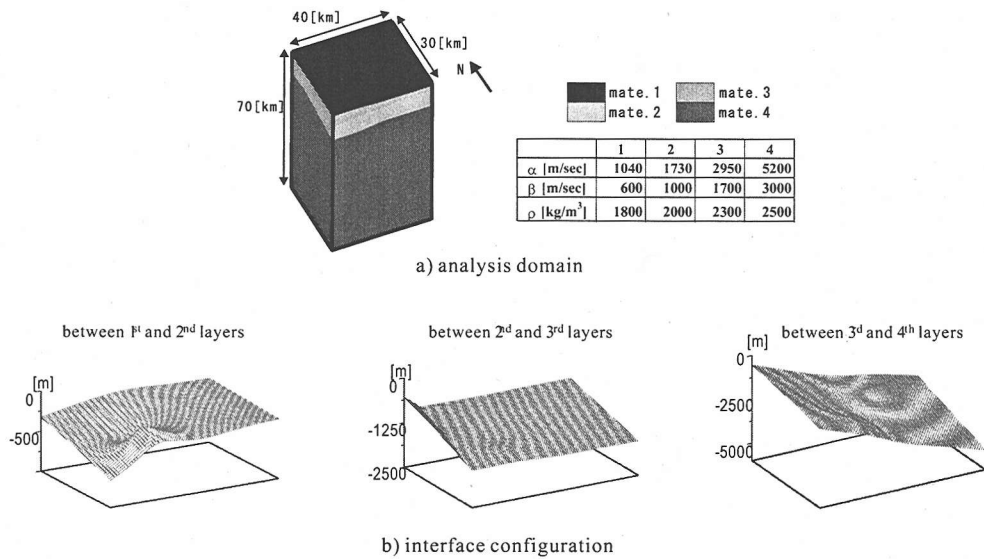 40[km]
30[km]
N
70[km]
mate.1 mate.3
mate.2 mate.4
1 2 3 4
α [m/sec] 1040 1730 2950 5200
β [m/sec] 600 1000 1700 3000
ρ [kg/m³] 1800 2000 2300 2500
a) analysis domain
between 1st and 2nd layers
between 2nd and 3rd layers
between 3d and 4th layers
[m]
0
-500
[m]
0
-1250
-2500
[m]
0
-2500
-5000
b) interface configuration